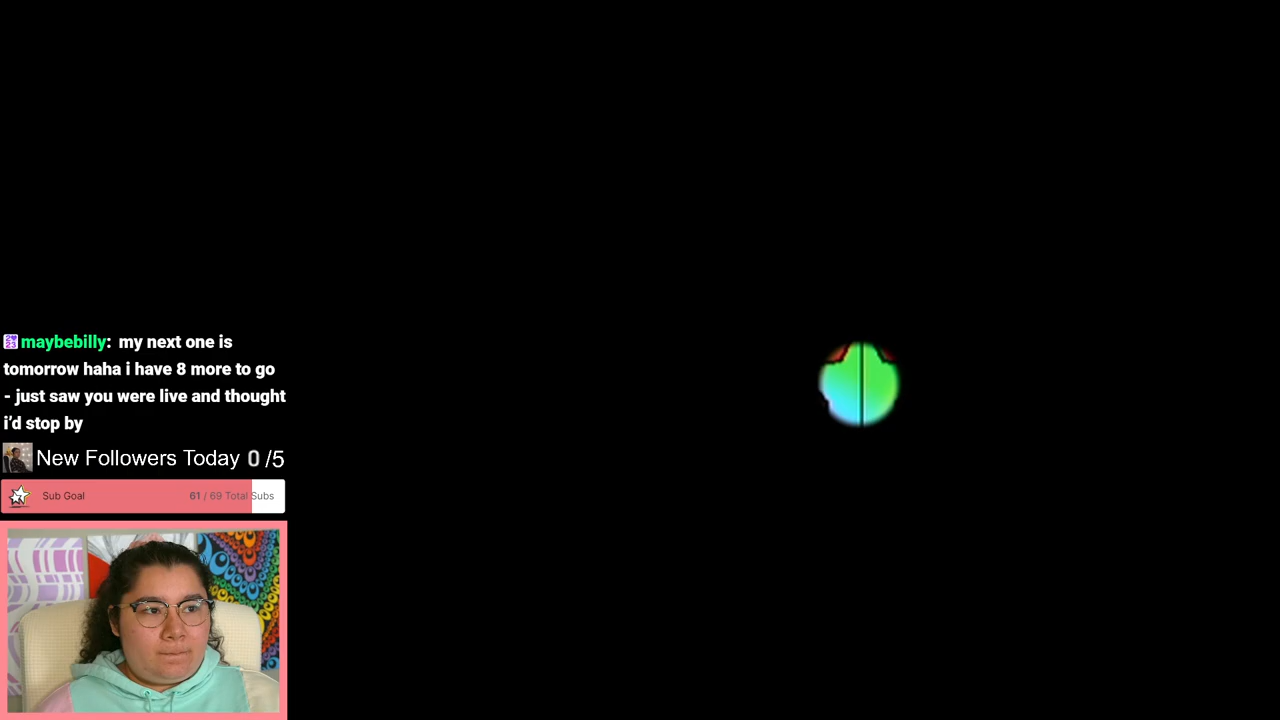 maybebilly: my next one is
tomorrow haha i have 8 more to go
- just saw you were live and thought
i'd stop by
New Followers Today 0 /5
Sub Goal 61 / 69 Total Subs